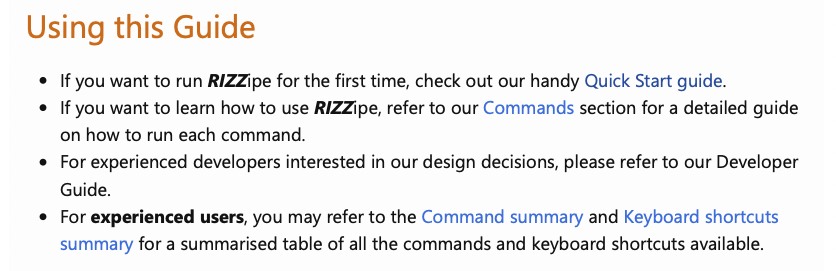 Using this Guide
• If you want to run RIZZipe for the first time, check out our handy Quick Start guide.
• If you want to learn how to use RIZZipe, refer to our Commands section for a detailed guide
on how to run each command.
• For experienced developers interested in our design decisions, please refer to our Developer
Guide.
• For experienced users, you may refer to the Command summary and Keyboard shortcuts
summary for a summarised table of all the commands and keyboard shortcuts available.